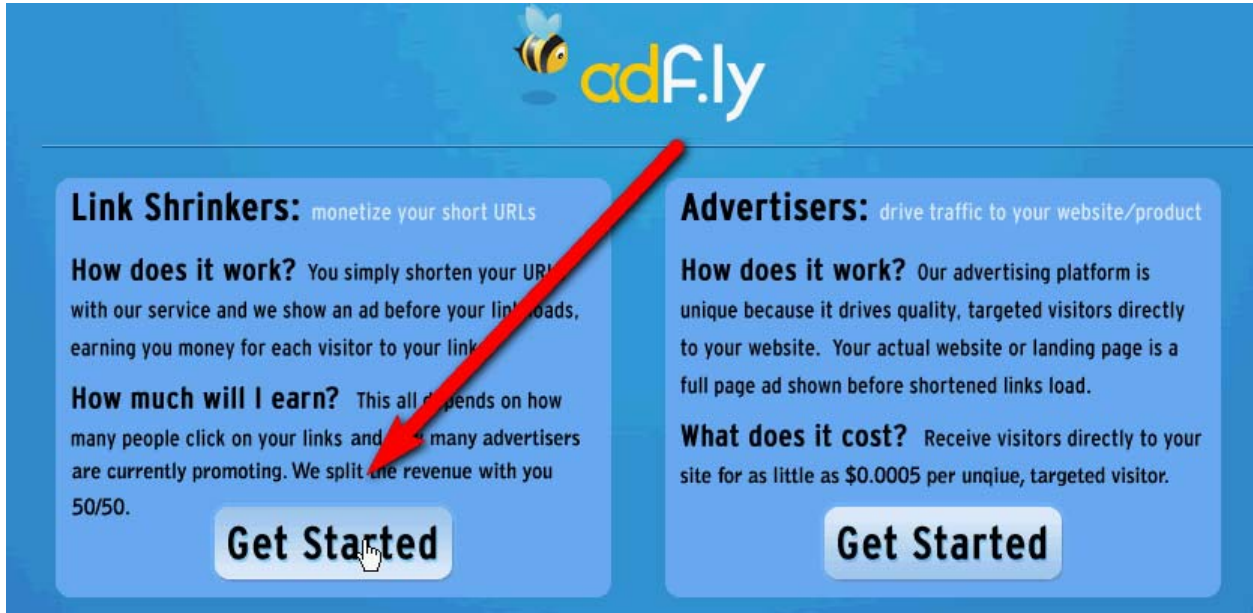 adf.ly
Link Shrinkers: monetize your short URLs
How does it work? You simply shorten your
with our service and we show an ad before your
earning you money for each visitor to your
How much will I earn? This all depends on how
many people click on your links and many advertisers
are currently promoting. We split the revenue with you
50/50.
Get Started
Advertisers: drive traffic to your website/product
How does it work? Our advertising platform is
unique because it drives quality, targeted visitors directly
to your website. Your actual website or landing page is a
full page ad shown before shortened links load.
What does it cost? Receive visitors directly to your
site for as little as $0.0005 per unqiue, targeted visitor.
Get Started